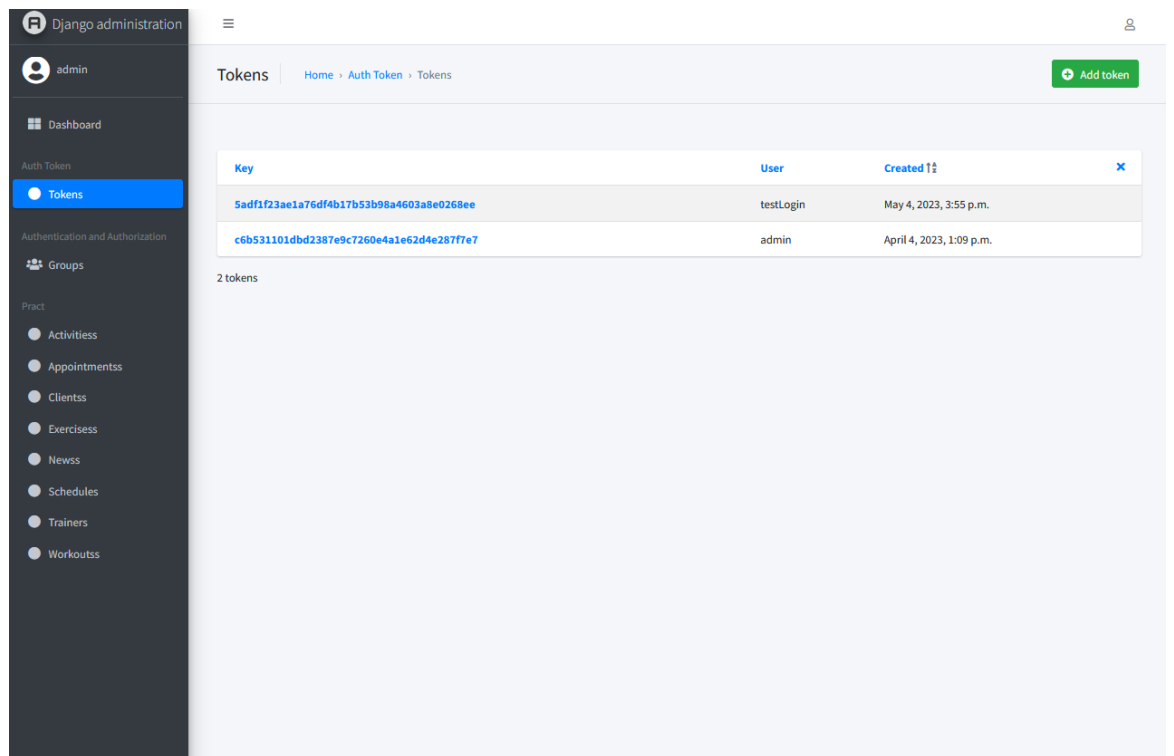 Django administration
admin
Dashboard
Auth Token
Tokens
Authentication and Authorization
Groups
Pract
Activitiess
Appointmentss
Clientss
Exercisess
Newss
Schedules
Trainers
Workoutss
Tokens
Home › Auth Token › Tokens
Add token
Key User Created
5adf1f23ae1a76df4b17b53b98a4603a8e0268ee testLogin May 4, 2023, 3:55 p.m.
c6b531101dbd2387e9c7260e4a1e62d4e287f7e7 admin April 4, 2023, 1:09 p.m.
2 tokens